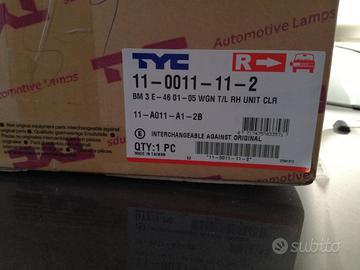 Automotive Lamps
TYC
R
11-0011-11-2
BM 3 E-46 01-05 WGN T/L RH UNIT CLR
11-A011-A1-2B
E INTERCHANGEABLE AGAINST ORIGINAL
QTY:1 PC
MADE IN TAIWAN
U
"11-0011-11-2"
subito